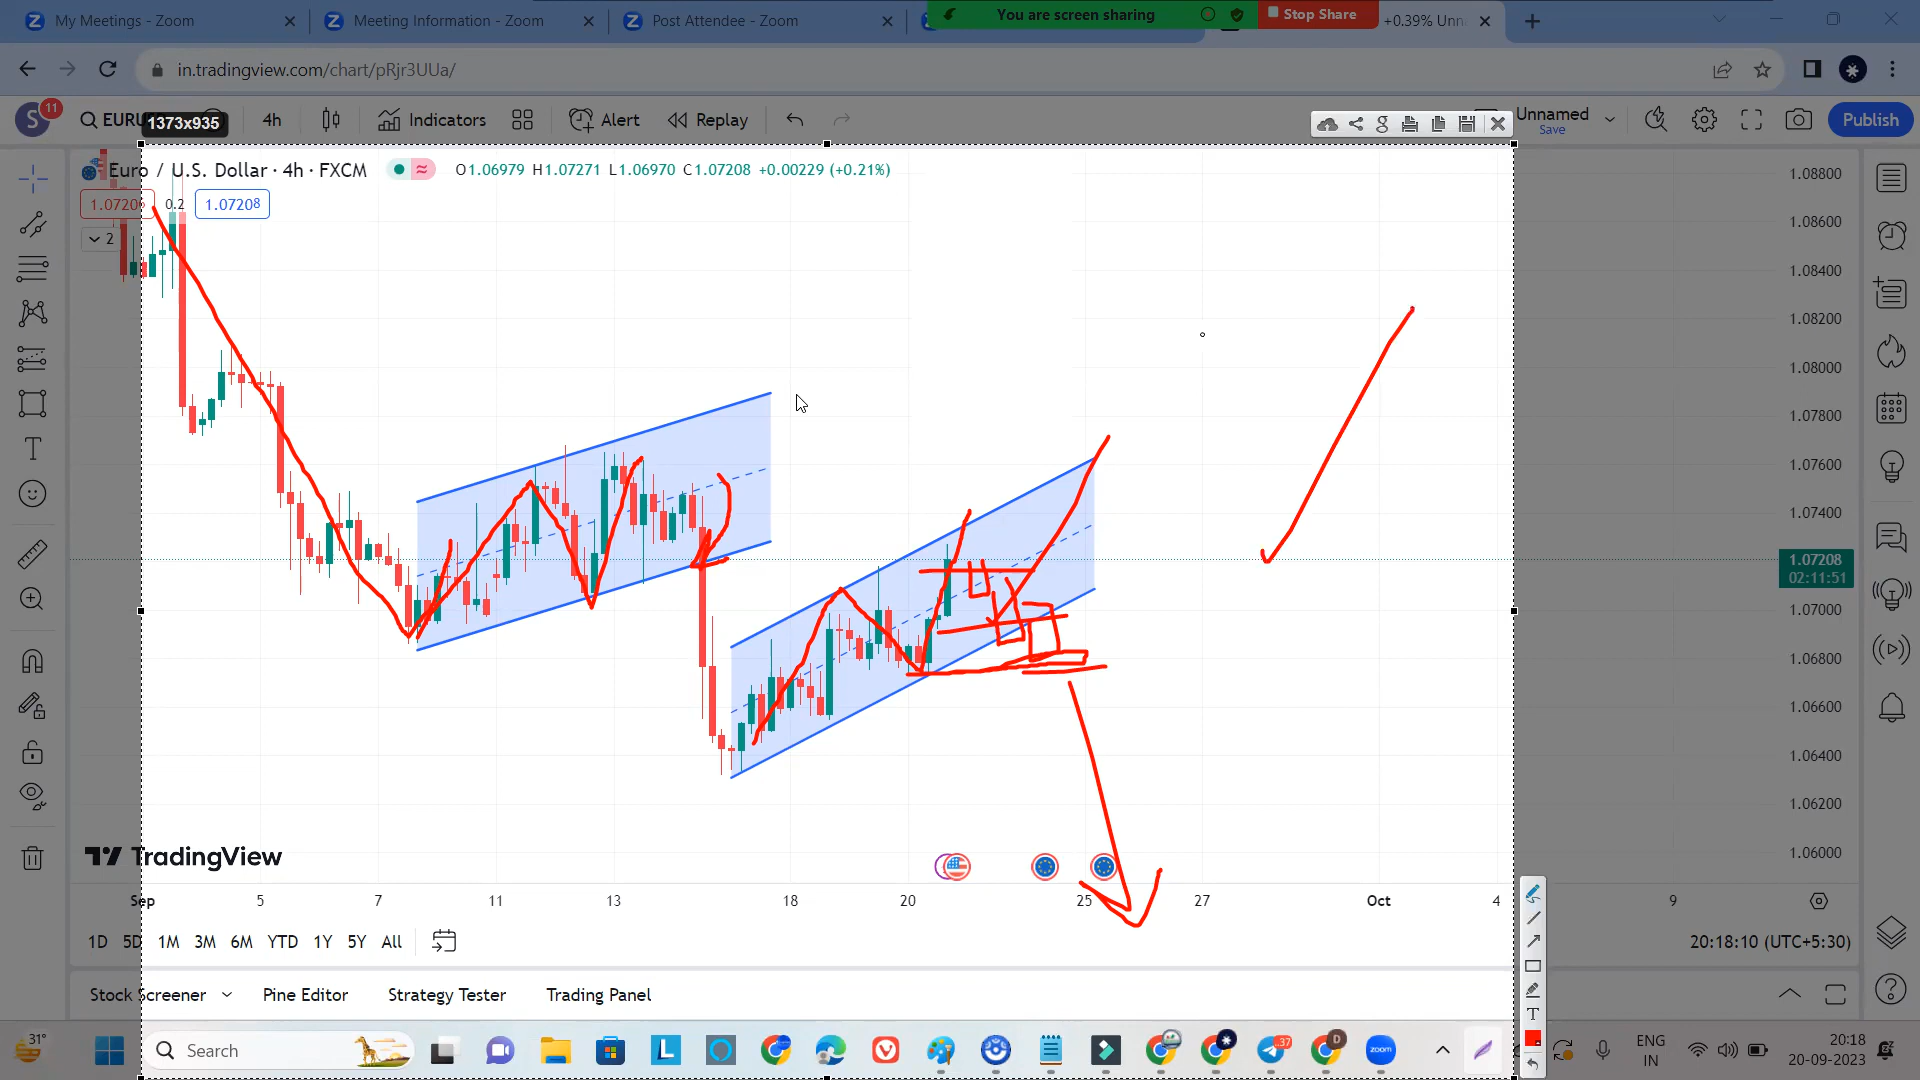 My Meetings - Zoom
Meeting Information - Zoom
Post Attendee - Zoom
You are screen sharing
Stop Share
+0.39% Unn
in.tradingview.com/chart/pRjr3UUa/
S 11
EURU
1373x935
4h
Indicators
Alert
Replay
Unnamed
Save
Publish
Euro / U.S. Dollar · 4h · FXCM
O1.06979 H1.07271 L1.06970 C1.07208 +0.00229 (+0.21%)
0.2
1.07208
2
1.08800
1.08600
1.08400
1.08200
1.08000
1.07800
1.07600
1.07400
1.07208
02:11:51
1.07000
1.06800
1.06600
1.06400
1.06200
1.06000
TradingView
Sep 5 7 11 13 18 20 25 27 Oct 4 9
1D 5D 1M 3M 6M YTD 1Y 5Y All
20:18:10 (UTC+5:30)
Stock Screener
Pine Editor
Strategy Tester
Trading Panel
31°
Search
37
D
zoom
ENG
IN
20:18
20-09-2023